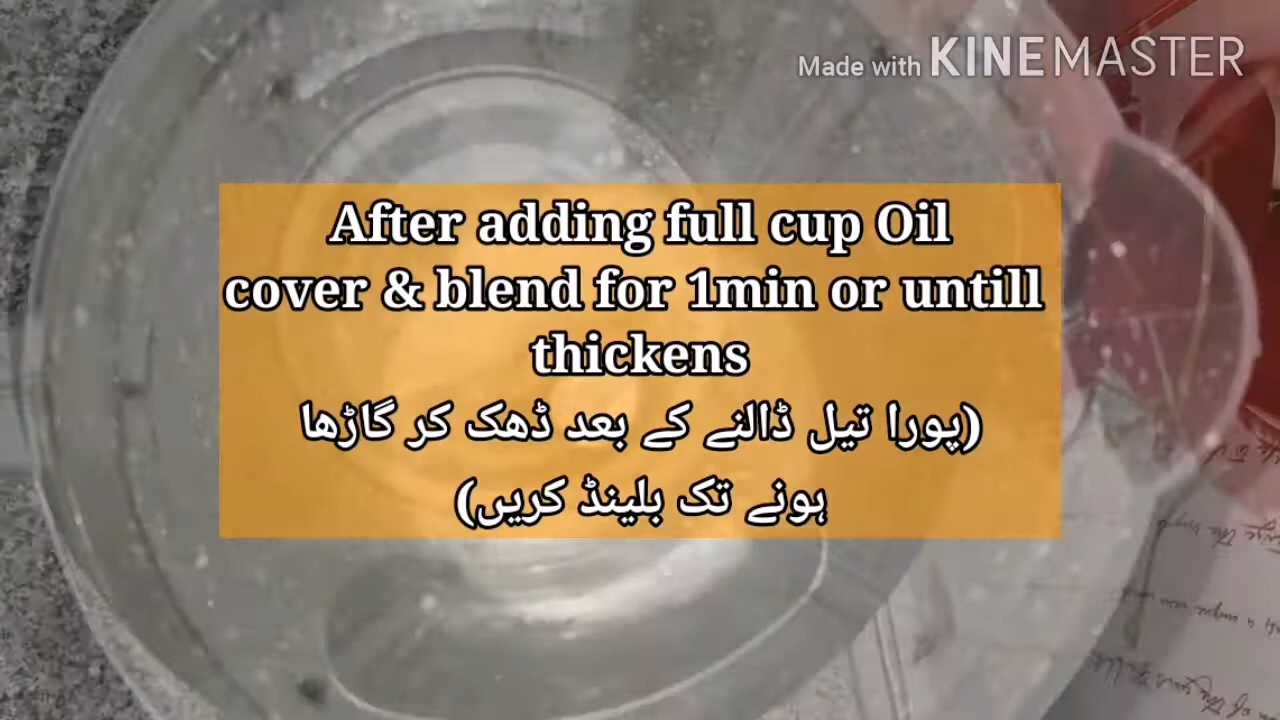 Made with KINEMASTER
After adding full cup Oil
cover & blend for 1min or untill
thickens
(پورا تیل ڈالنے کے بعد ڈھک کر گاڑھا
ہونے تک بلینڈ کریں)